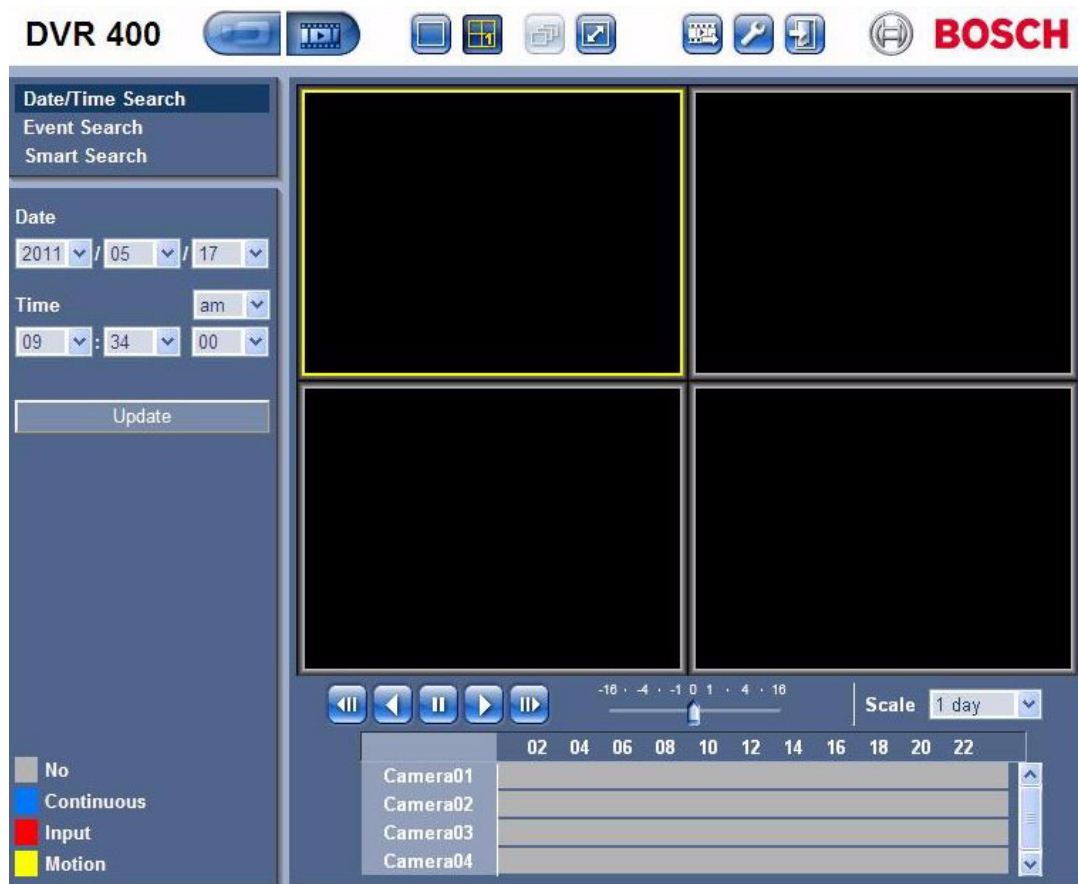 DVR 400
1
BOSCH
Date/Time Search
Event Search
Smart Search
Date
2011 / 05 / 17
Time am
09 : 34 00
Update
-16 · -4 · -1 0 1 · 4 · 16
Scale 1 day
02 04 06 08 10 12 14 16 18 20 22
Camera01
Camera02
Camera03
Camera04
No
Continuous
Input
Motion